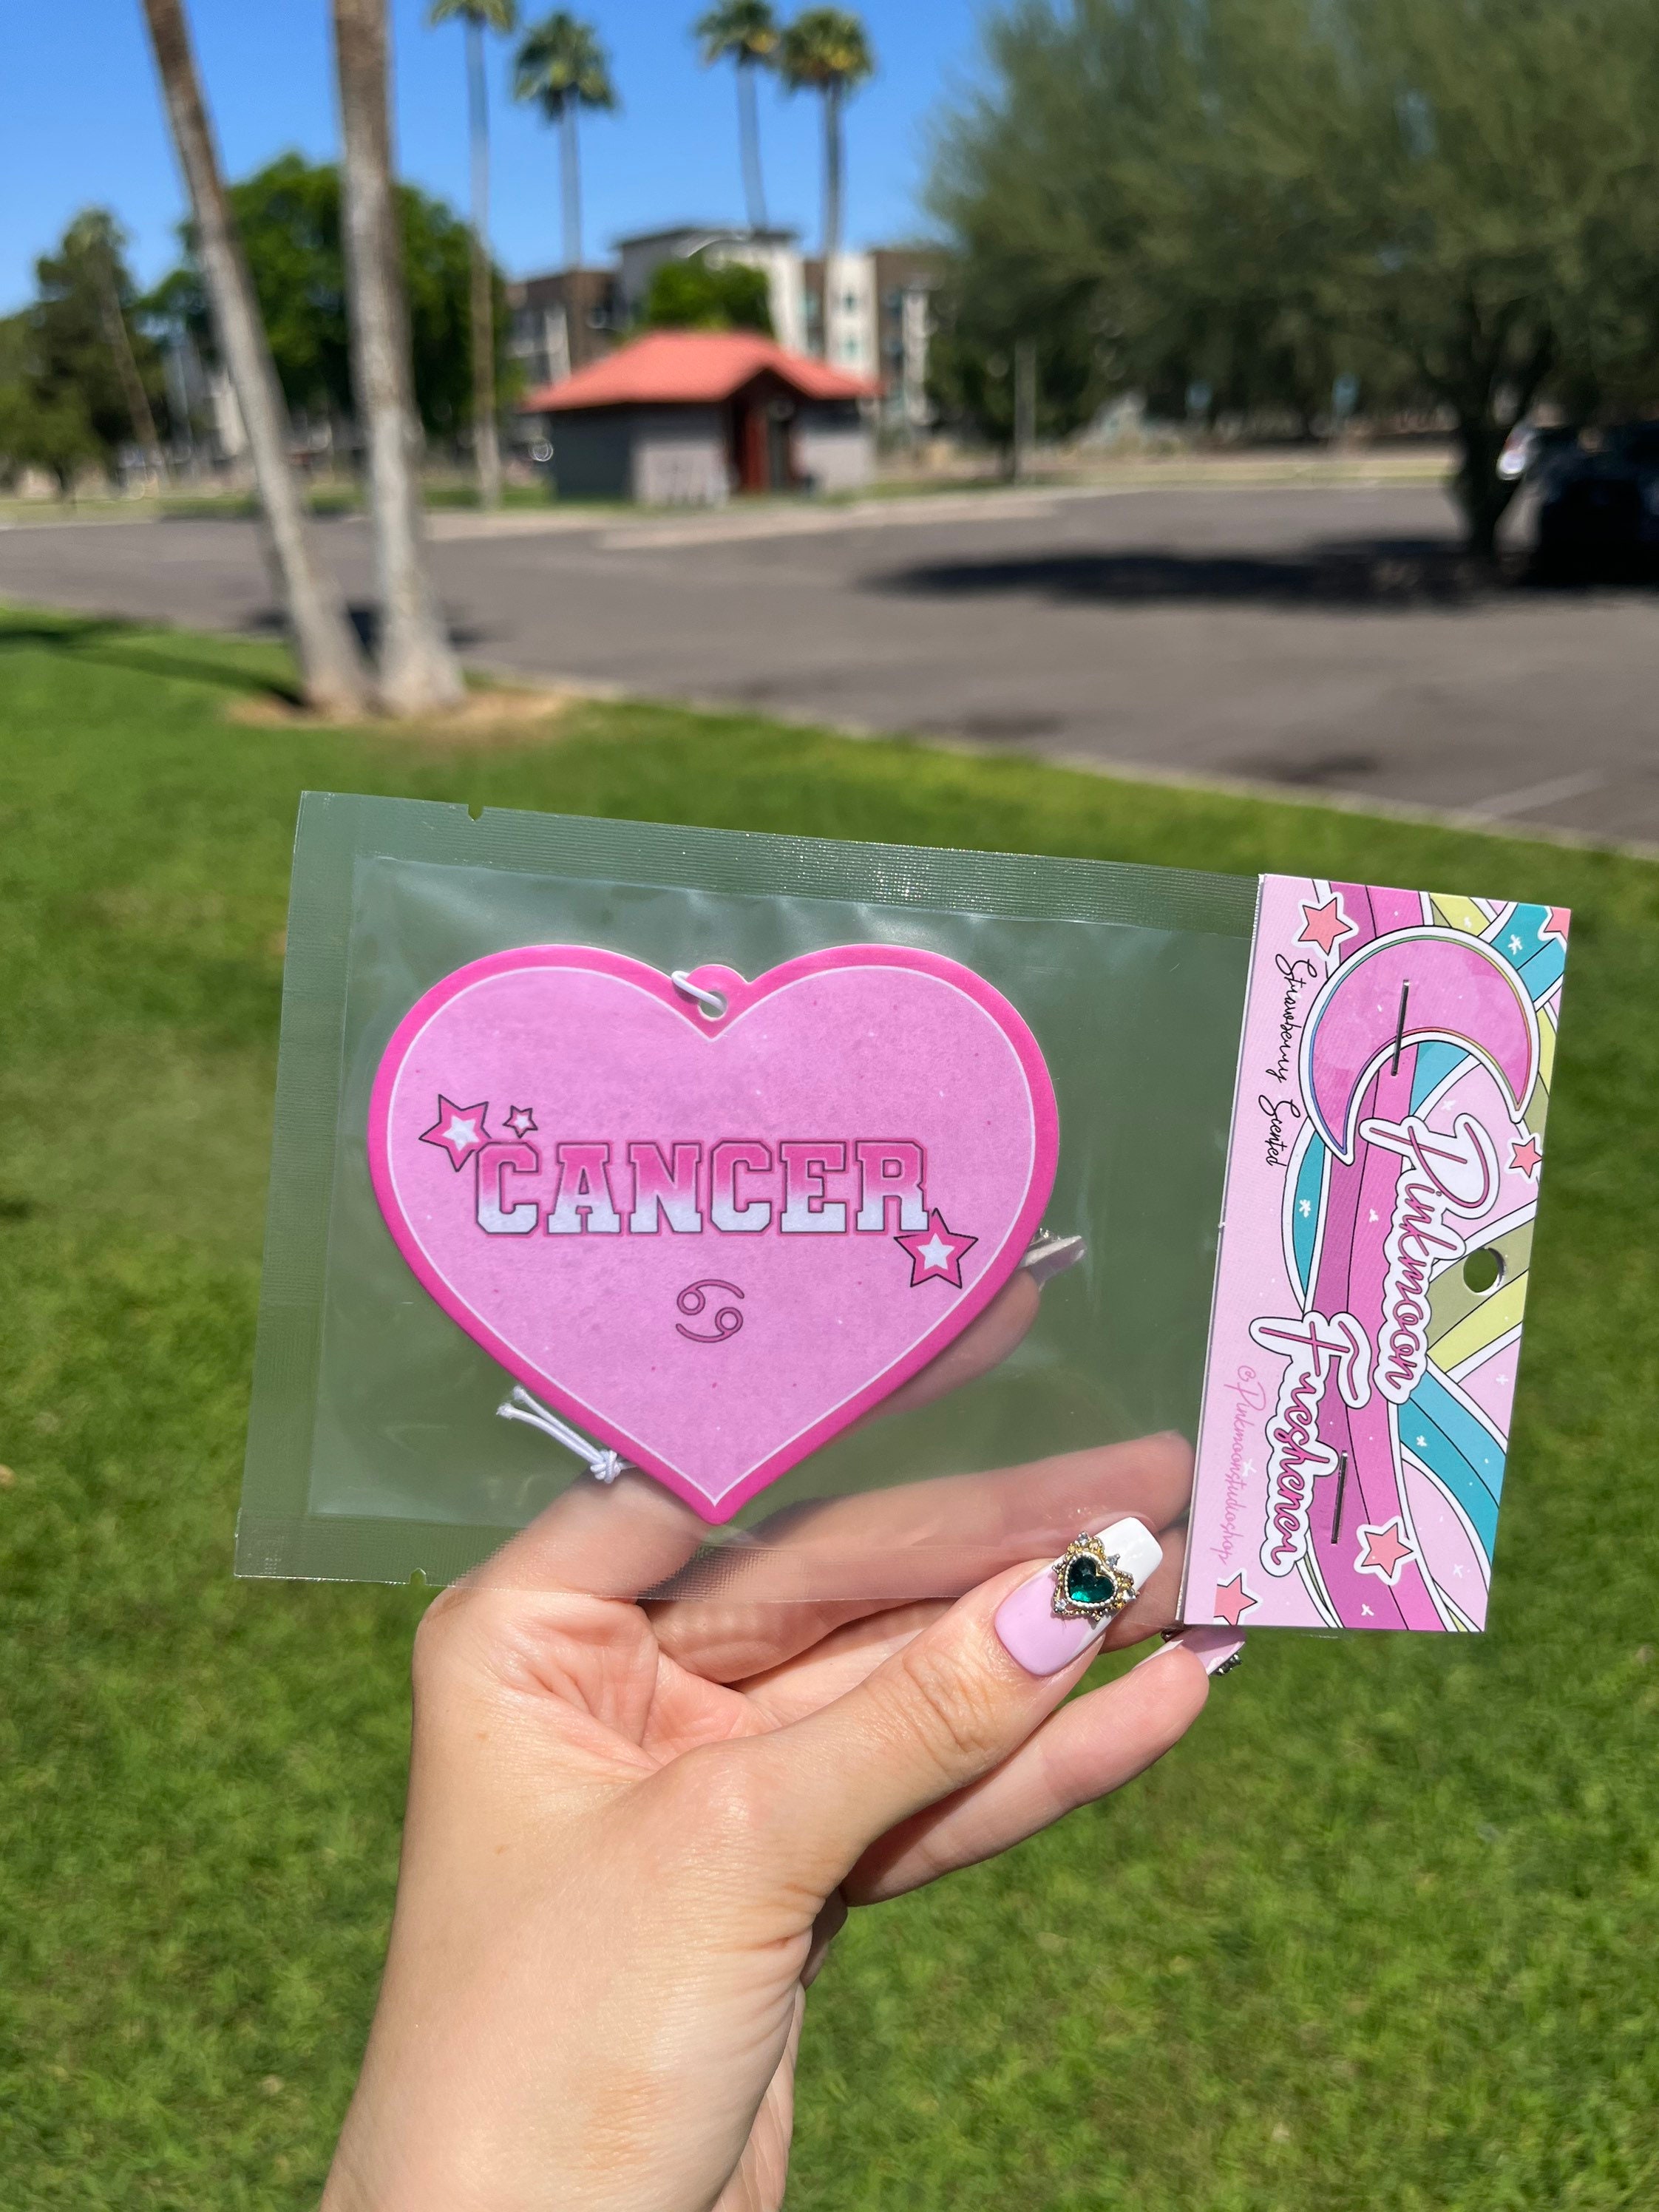 CANCER
♋
Strawberry Scented
Pinkmoon
Freshener
©Pinkmoonstudioshop